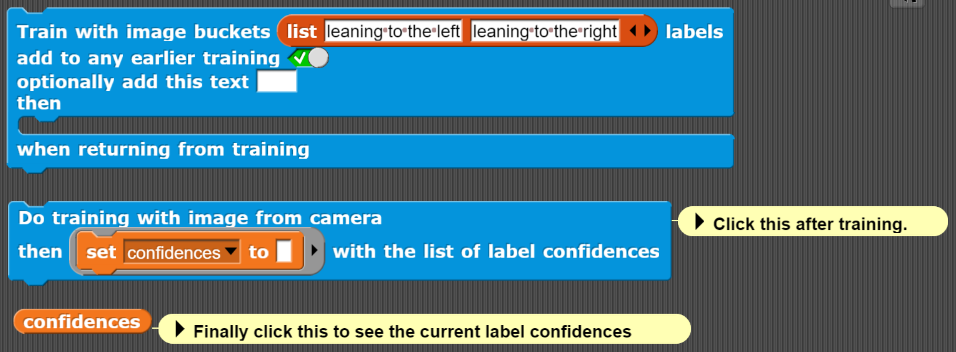 Train with image buckets list leaning to the left leaning to the right labels
add to any earlier training
optionally add this text
then
when returning from training
Do training with image from camera
Click this after training.
then set confidences to with the list of label confidences
confidences
Finally click this to see the current label confidences